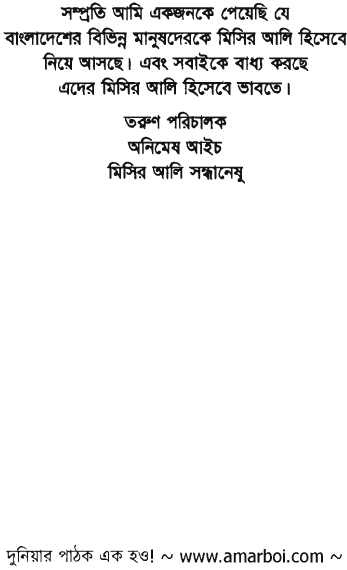 সম্প্রতি আমি একজনকে পেয়েছি যে
বাংলাদেশের বিভিন্ন মানুষদেরকে মিসির আলি হিসেবে
নিয়ে আসছে। এবং সবাইকে বাধ্য করছে
এদের মিসির আলি হিসেবে ভাবতে।
তরুণ পরিচালক
অনিমেষ আইচ
মিসির আলি সন্ধানেষু
দুনিয়ার পাঠক এক হও! ~ www.amarboi.com ~